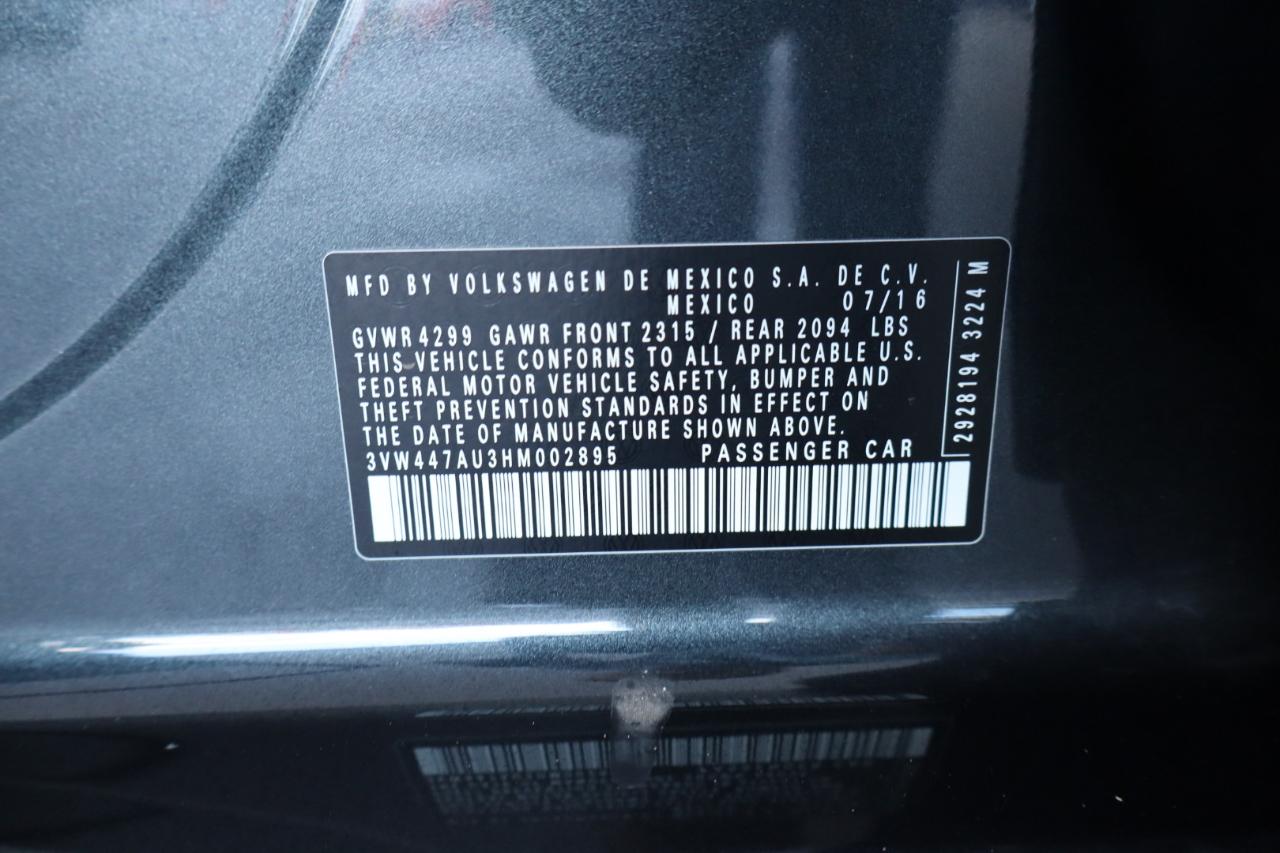 MFD BY VOLKSWAGEN DE MEXICO S.A. DE C.V.
MEXICO 07/16
GVWR 4299 GAWR FRONT 2315 / REAR 2094 LBS
THIS VEHICLE CONFORMS TO ALL APPLICABLE U.S.
FEDERAL MOTOR VEHICLE SAFETY, BUMPER AND
THEFT PREVENTION STANDARDS IN EFFECT ON
THE DATE OF MANUFACTURE SHOWN ABOVE.
3VW447AU3HM002895 PASSENGER CAR
2928194 3224 M